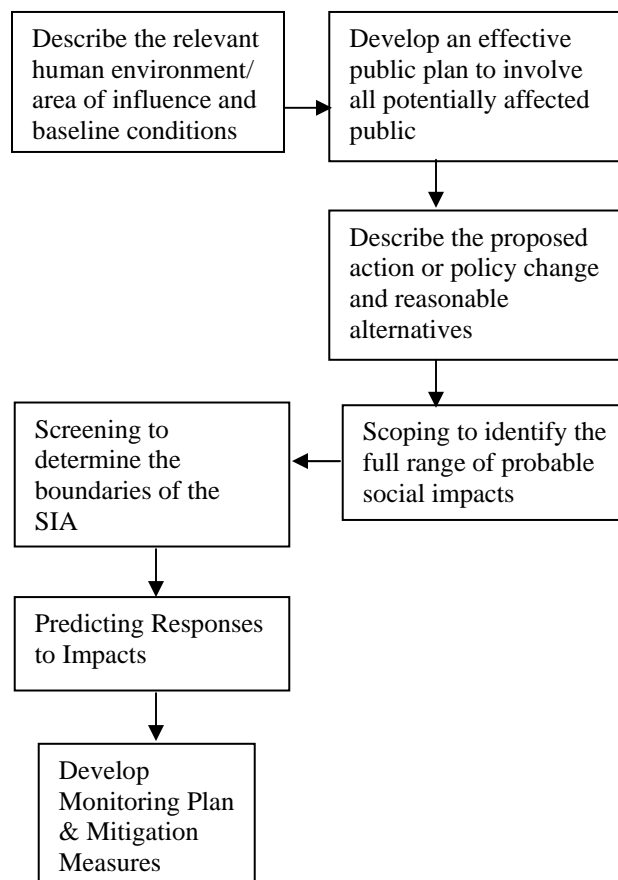 Describe the relevant
human environment/
area of influence and
baseline conditions
Develop an effective
public plan to involve
all potentially affected
public
Describe the proposed
action or policy change
and reasonable
alternatives
Scoping to identify the
full range of probable
social impacts
Screening to
determine the
boundaries of the
SIA
Predicting Responses
to Impacts
Develop
Monitoring Plan
& Mitigation
Measures